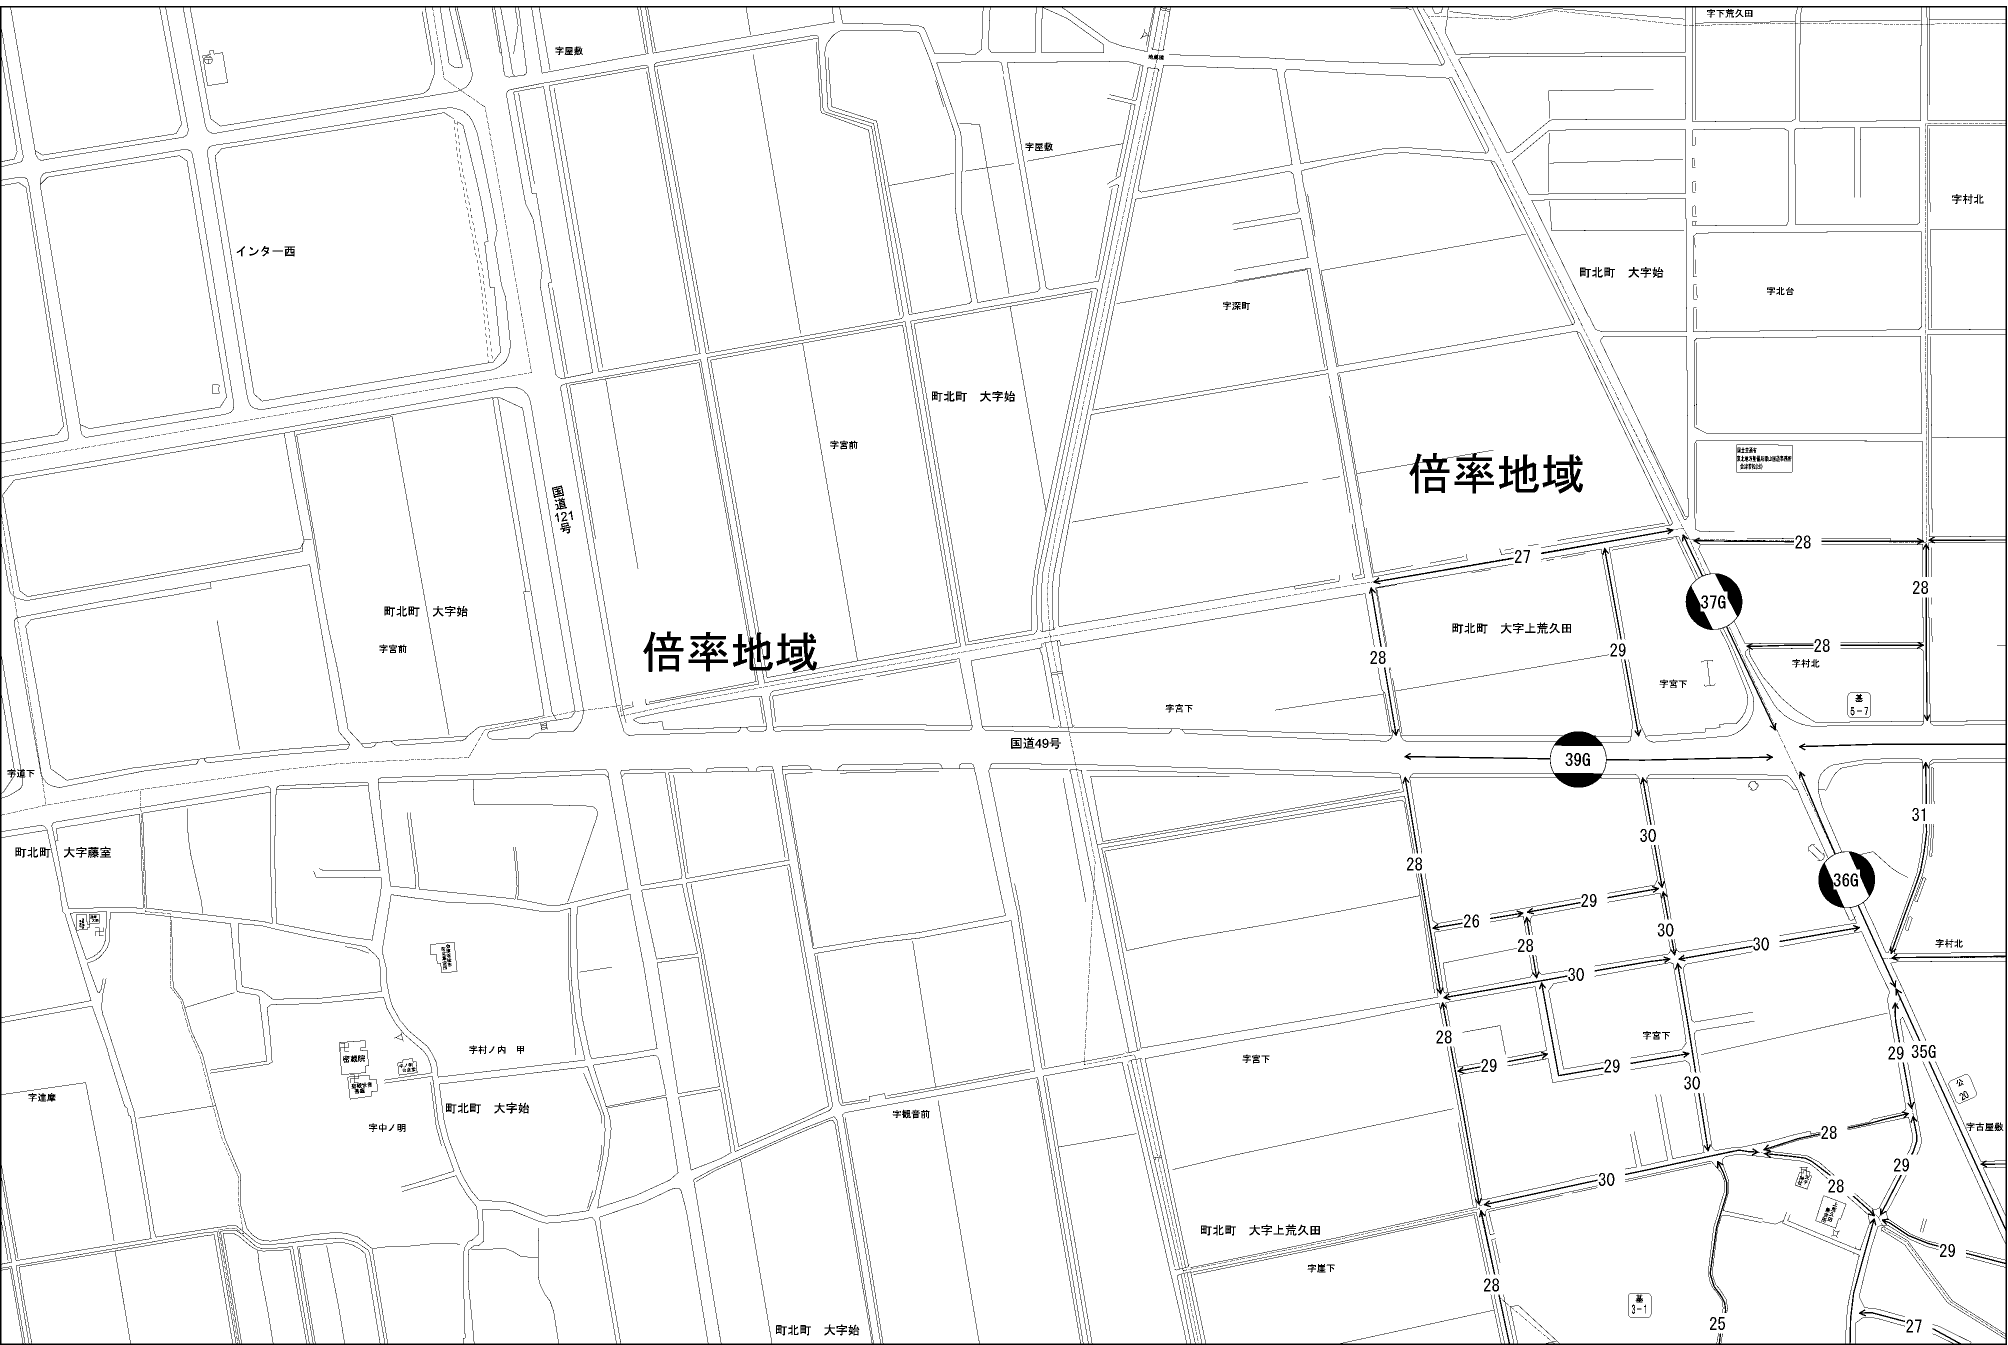 字下荒久田
字屋敷
字屋敷
字村北
インター西
町北町　大字始
字北台
字深町
町北町　大字始
字宮前
倍率地域
国道121号
27
28
28
37G
町北町　大字始
町北町　大字上荒久田
字宮前
倍率地域
28
29
28
字村北
字宮下
基
5-7
字宮下
国道49号
39G
字道下
31
30
町北町　大字藤室
28
36G
29
26
30
28
30
字村北
30
28
字宮下
字村ノ内　甲
29
35G
密蔵院
字宮下
29
29
30
公
20
字達摩
町北町　大字始
字観音前
字中ノ明
28
字古屋敷
29
30
28
町北町　大字上荒久田
29
字崖下
28
基
3-1
25
27
町北町　大字始